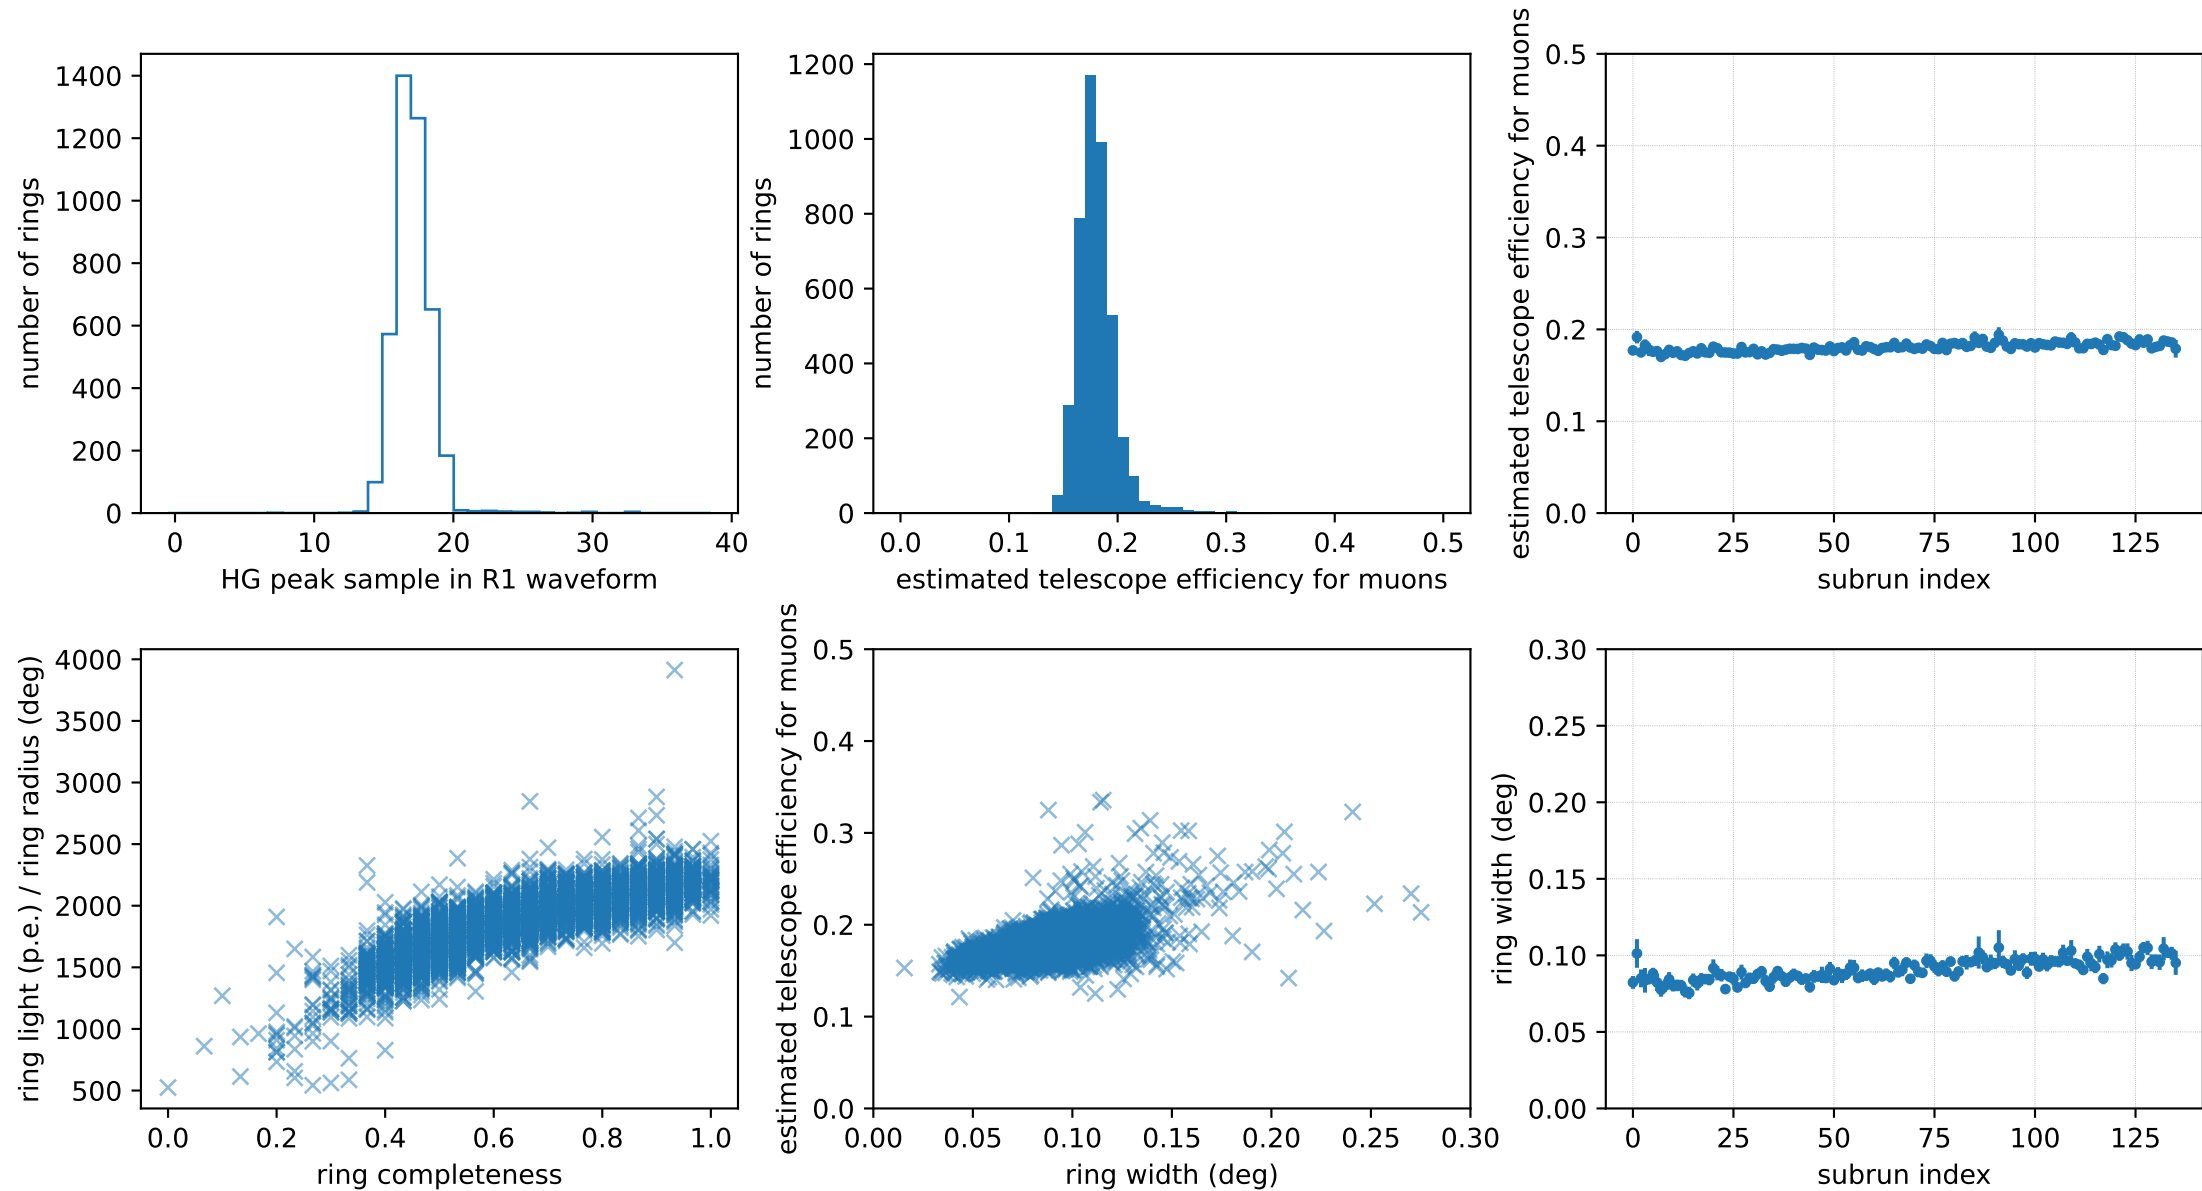 number of rings
1400
1200
1000
800
600
400
200
0
0 10 20 30 40
HG peak sample in R1 waveform
number of rings
1200
1000
800
600
400
200
0
0.0 0.1 0.2 0.3 0.4 0.5
estimated telescope efficiency for muons
estimated telescope efficiency for muons
0.5
0.4
0.3
0.2
0.1
0.0
0 25 50 75 100 125
subrun index
ring light (p.e.) / ring radius (deg)
4000
3500
3000
2500
2000
1500
1000
500
0.0 0.2 0.4 0.6 0.8 1.0
ring completeness
estimated telescope efficiency for muons
0.5
0.4
0.3
0.2
0.1
0.0
0.00 0.05 0.10 0.15 0.20 0.25 0.30
ring width (deg)
ring width (deg)
0.30
0.25
0.20
0.15
0.10
0.05
0.00
0 25 50 75 100 125
subrun index